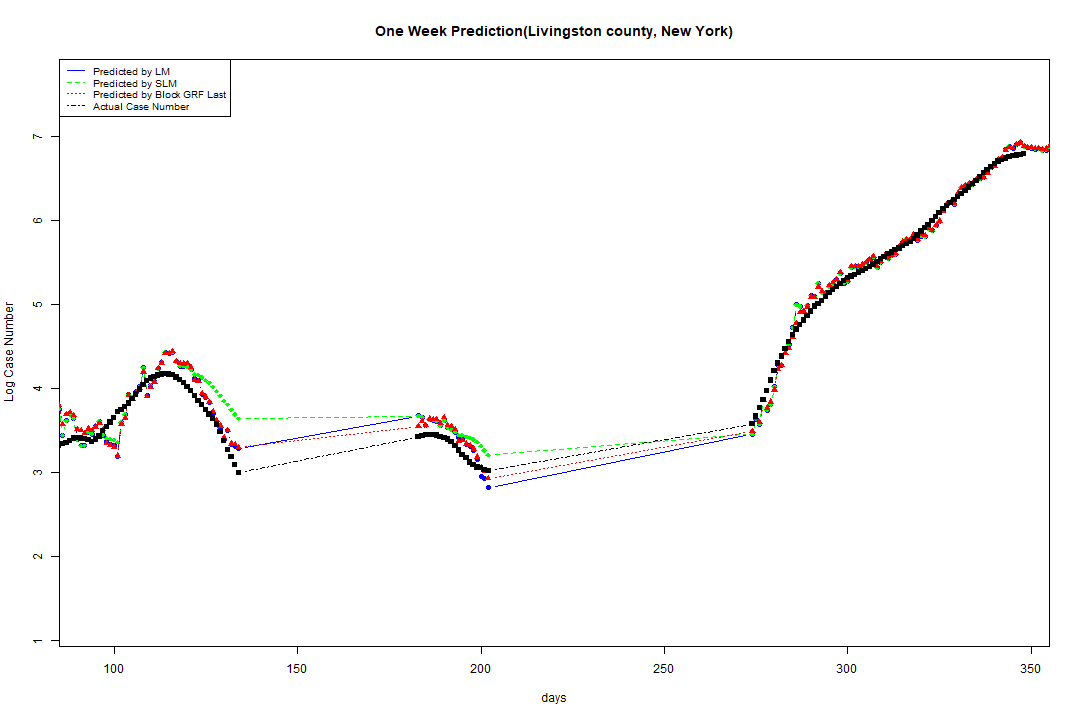 One Week Prediction(Livingston county, New York)
Predicted by LM
Predicted by SLM
Predicted by Block GRF Last
Actual Case Number
7
6
5
4
3
2
1
Log Case Number
100 150 200 250 300 350
days